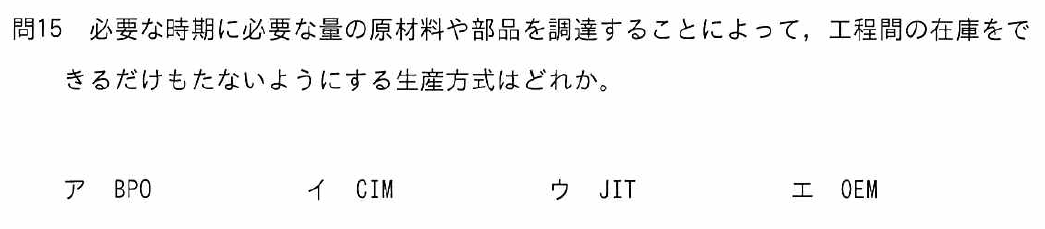 問15 必要な時期に必要な量の原材料や部品を調達することによって，工程間の在庫をで
きるだけもたないようにする生産方式はどれか。
ア BPO イ CIM ウ JIT エ OEM